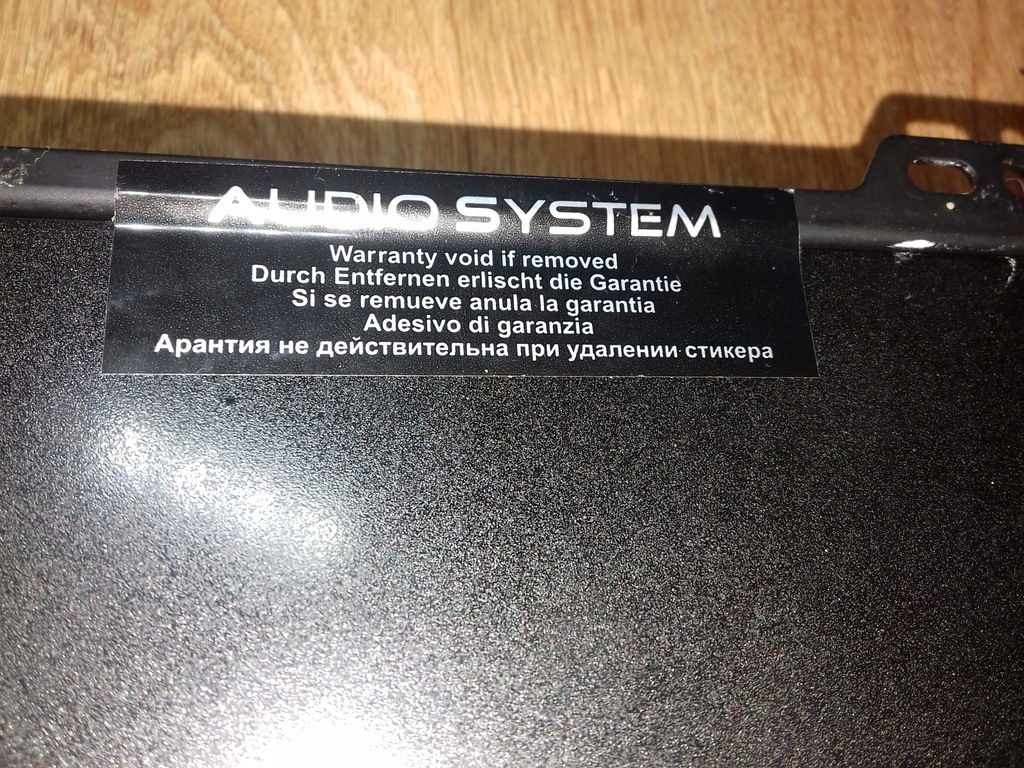 AUDIO SYSTEM
Warranty void if removed
Durch Entfernen erlischt die Garantie
Si se remueve anula la garantia
Adesivo di garanzia
Арантия не действительна при удалении стикера